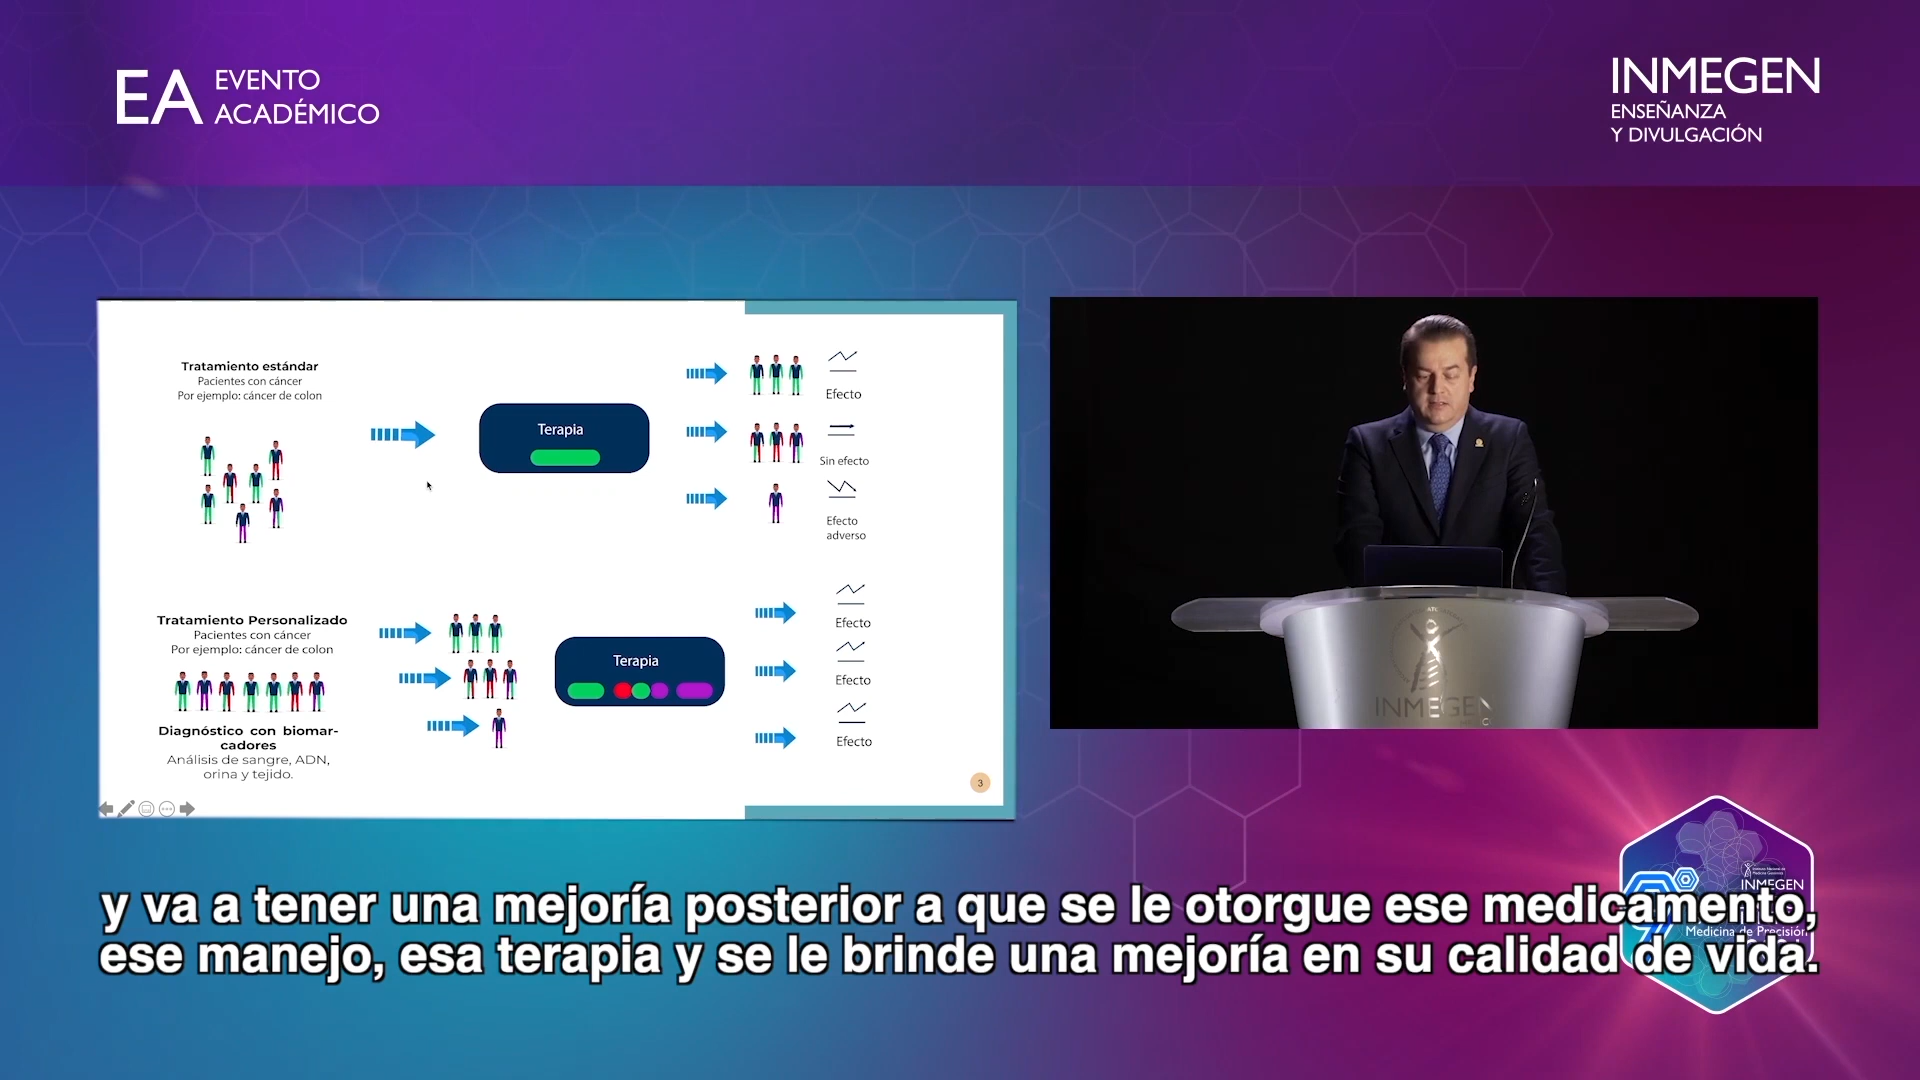 EA EVENTO
ACADÉMICO
INMEGEN
ENSEÑANZA
Y DIVULGACIÓN
Tratamiento estándar
Pacientes con cáncer
Por ejemplo: cáncer de colon
Terapia
Efecto
Sin efecto
Efecto
adverso
Tratamiento Personalizado
Pacientes con cáncer
Por ejemplo: cáncer de colon
Diagnóstico con biomar-
cadores
Análisis de sangre, ADN,
orina y tejido.
Terapia
Efecto
Efecto
Efecto
3
INMEGEN
INMEGEN
Medicina de Precisión
y va a tener una mejoría posterior a que se le otorgue ese medicamento,
ese manejo, esa terapia y se le brinde una mejoría en su calidad de vida.